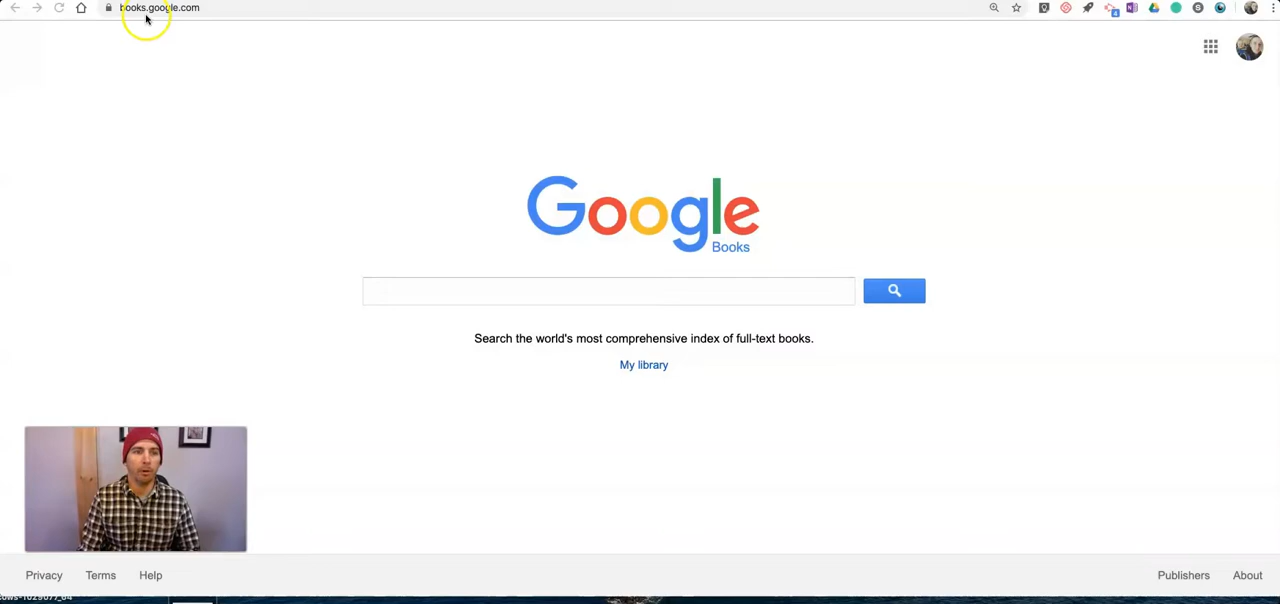 books.google.com
4
Google
Books
Search the world's most comprehensive index of full-text books.
My library
Privacy Terms Help Publishers About